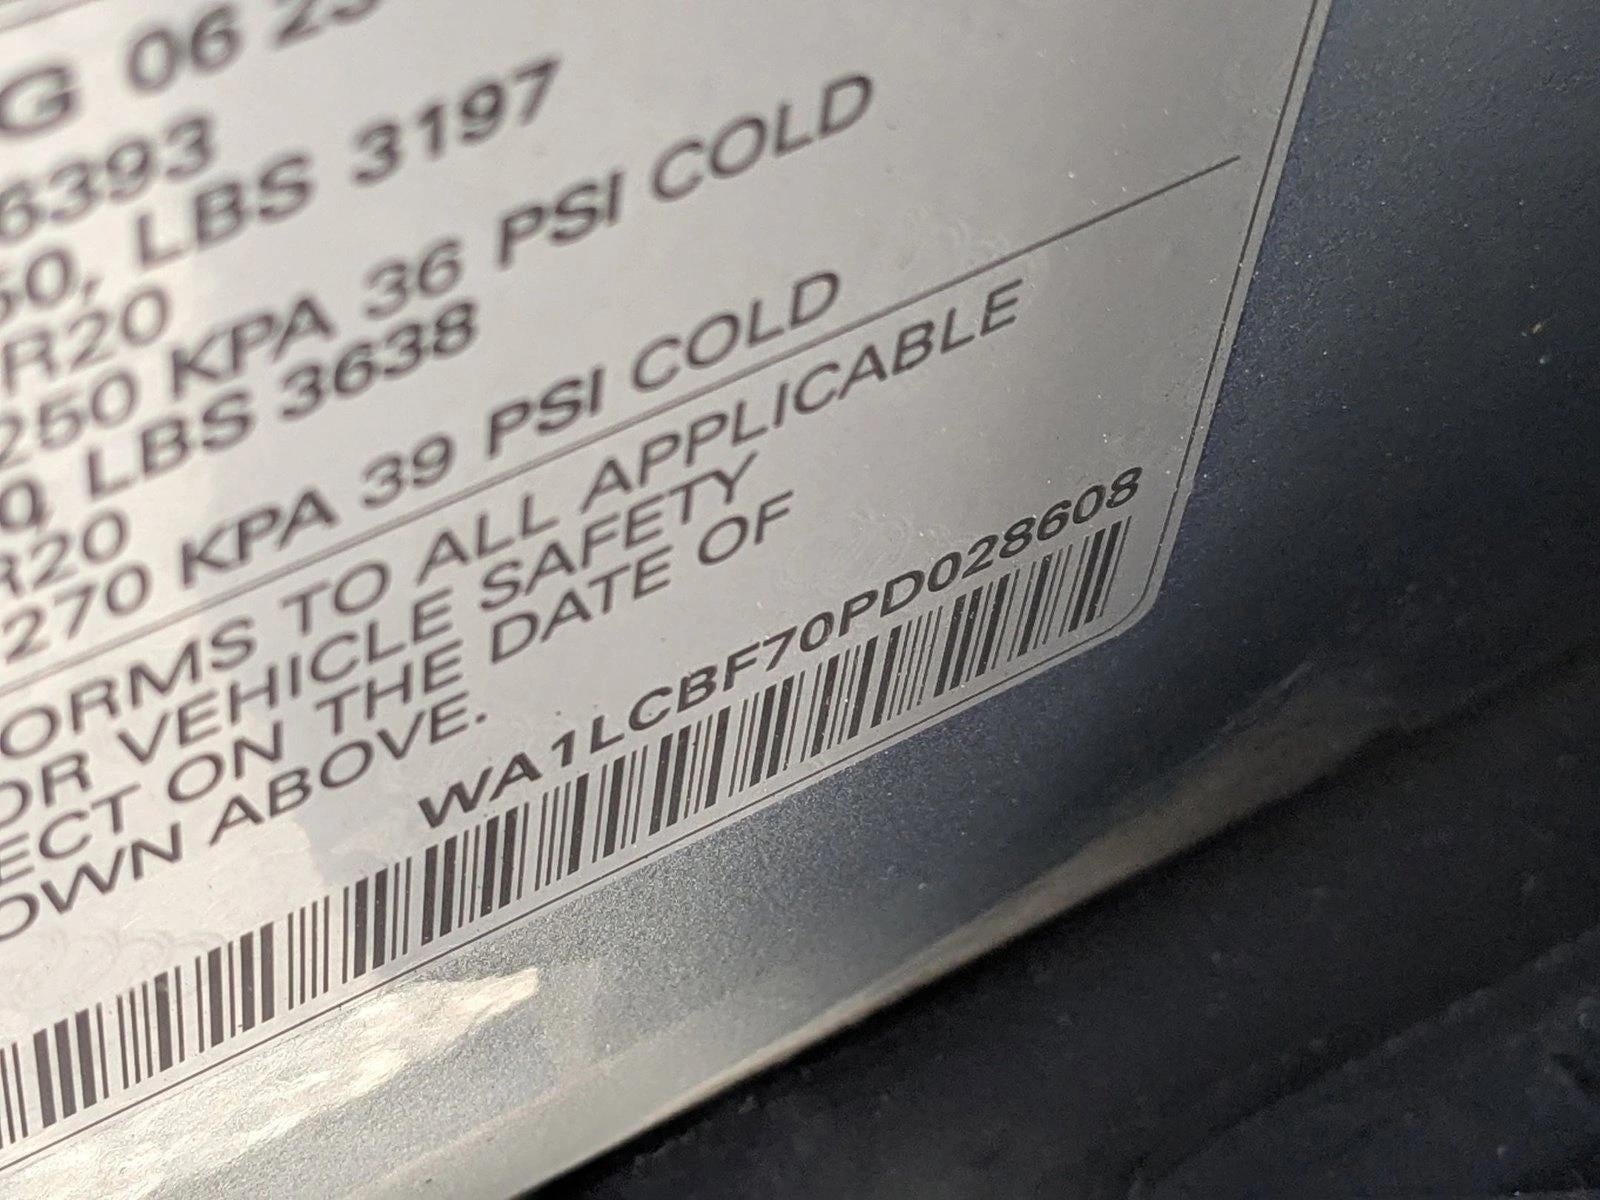 G 06 23
6393
50, LBS 3197
R20
250 KPA 36 PSI COLD
0, LBS 3638
R20
270 KPA 39 PSI COLD
ORMS TO ALL APPLICABLE
OR VEHICLE SAFETY
ECT ON THE DATE OF
OWN ABOVE.
WA1LCBF70PD028608